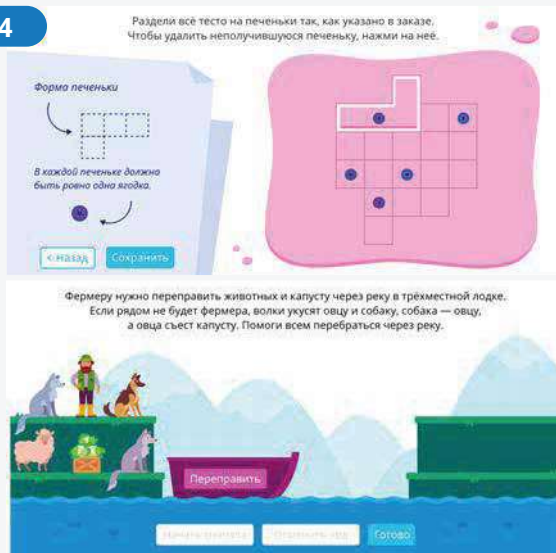 4
Раздели всё тесто на печеньки так, как указано в заказе.
Чтобы удалить неполучившуюся печеньку, нажми на неё.
Форма печеньки
В каждой печеньке должна
быть ровно одна ягодка.
< Назад
Сохранить
Фермеру нужно переправить животных и капусту через реку в трёхместной лодке.
Если рядом не будет фермера, волки укусят овцу и собаку, собака — овцу,
а овца съест капусту. Помоги всем перебраться через реку.
Переправить
Готово